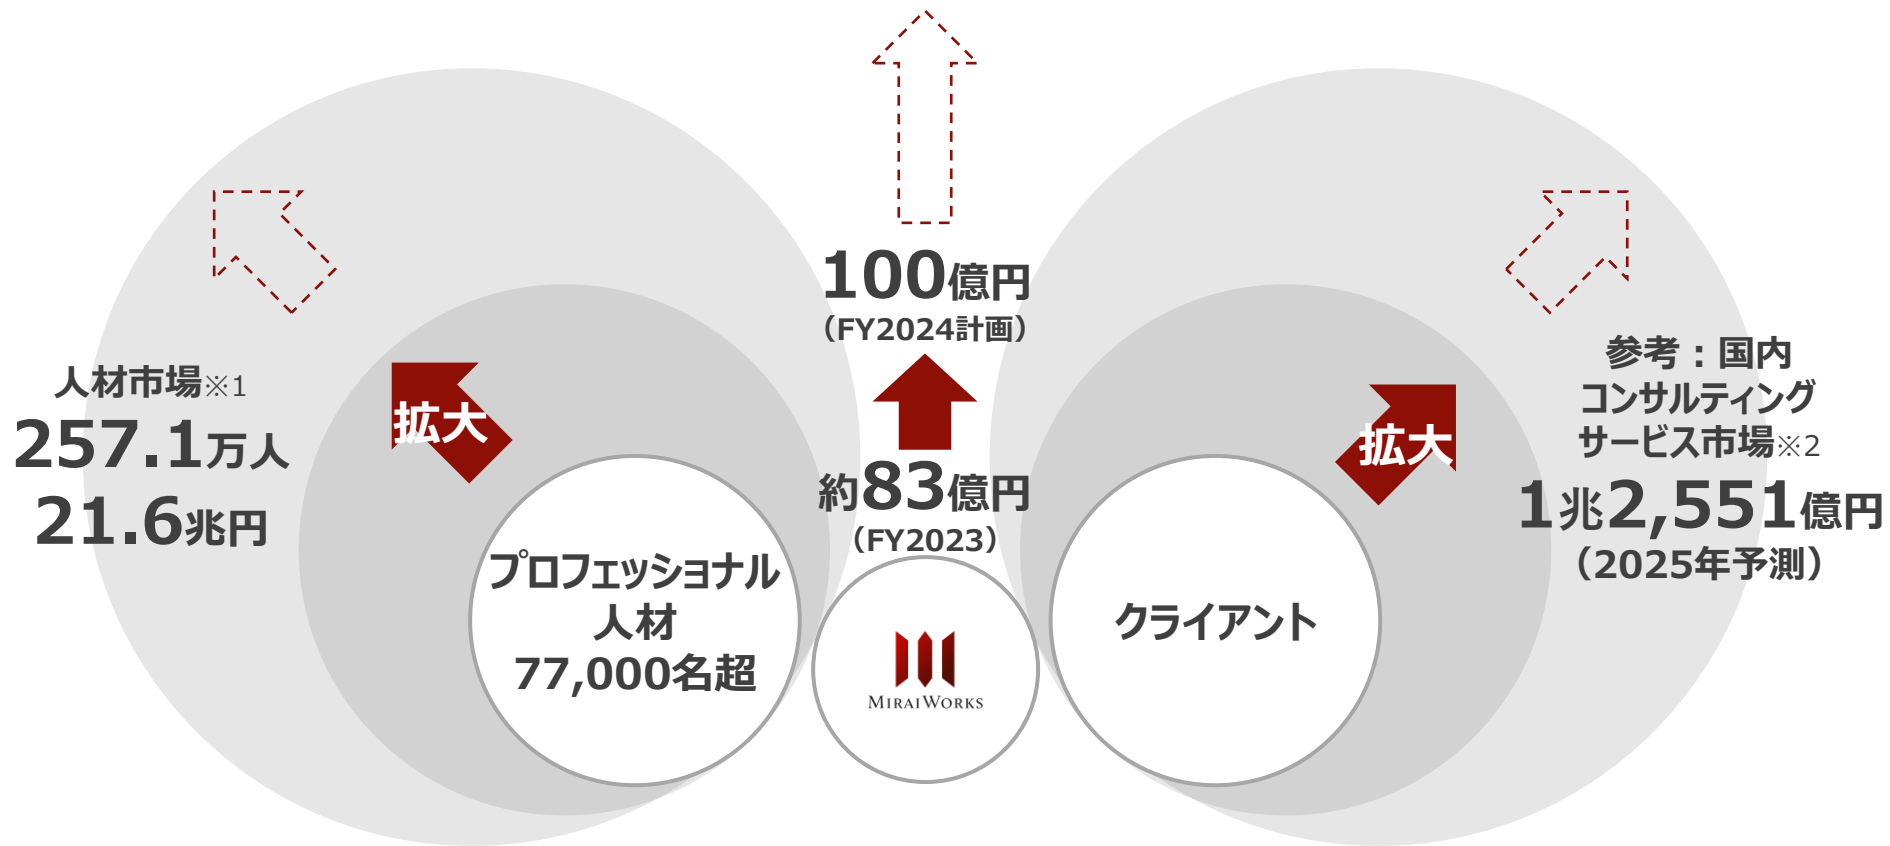 人材市場※1
257.1万人
21.6兆円
拡大
プロフェッショナル
人材
77,000名超
100億円
（FY2024計画）
約83億円
（FY2023）
MIRAIWORKS
拡大
クライアント
参考：国内
コンサルティング
サービス市場※2
1兆2,551億円
（2025年予測）